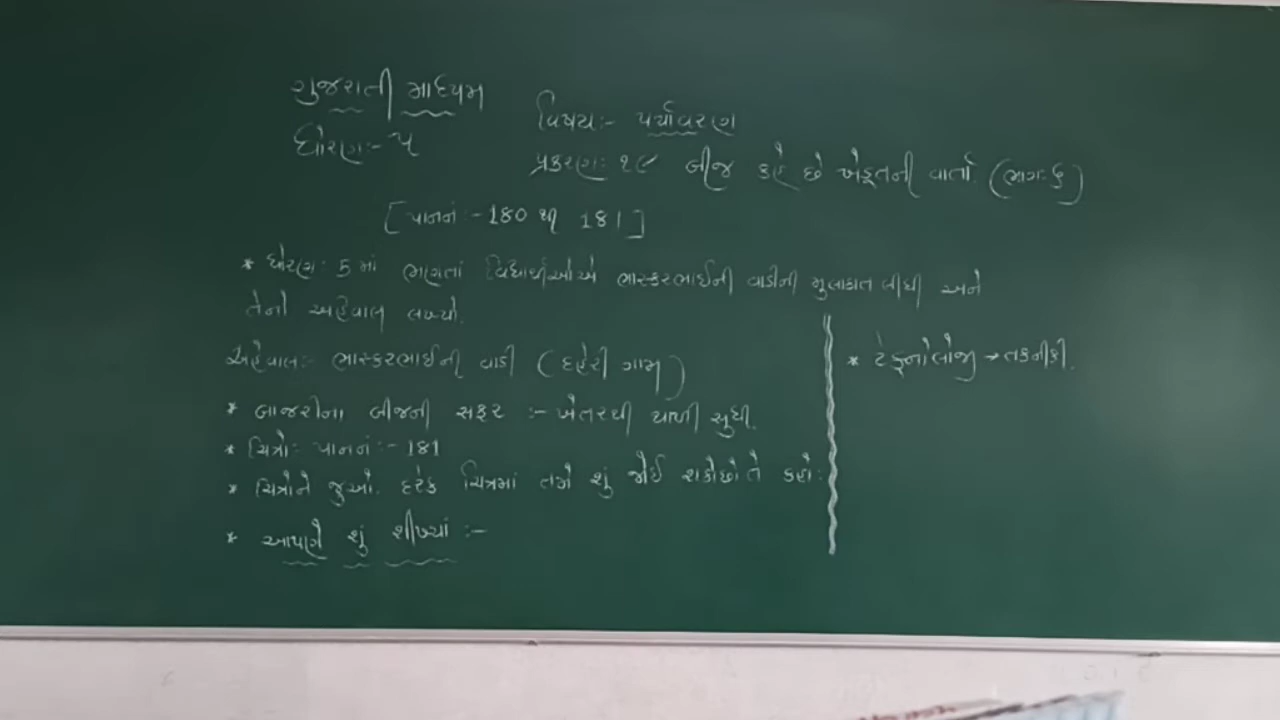 ગુજરાતી માધ્યમ
ધોરણ:- ૫
વિષય:- પર્યાવરણ
પ્રકરણ: ૧૯ બીજ કહે છે ખેડૂતની વાર્તા. (ભાગ: ૬)
[પાનનં :- 180 થી 181]
* ધોરણ: 5 માં ભણતાં વિદ્યાર્થીઓએ ભાસ્કરભાઈની વાડીની મુલાકાત લીધી અને
તેનો અહેવાલ લખ્યો.
અહેવાલ:- ભાસ્કરભાઈની વાડી (દહેરી ગામ)
* બાજરીના બીજની સફર :- ખેતરથી થાળી સુધી.
* ચિત્રો: પાનનં:- 181
* ચિત્રોને જુઓ. દરેક ચિત્રમાં તમે શું જોઈ શકોછો તે કહો:
* આપણે શું શીખ્યાં :-
* ટેક્નોલોજી → તકનીકી.